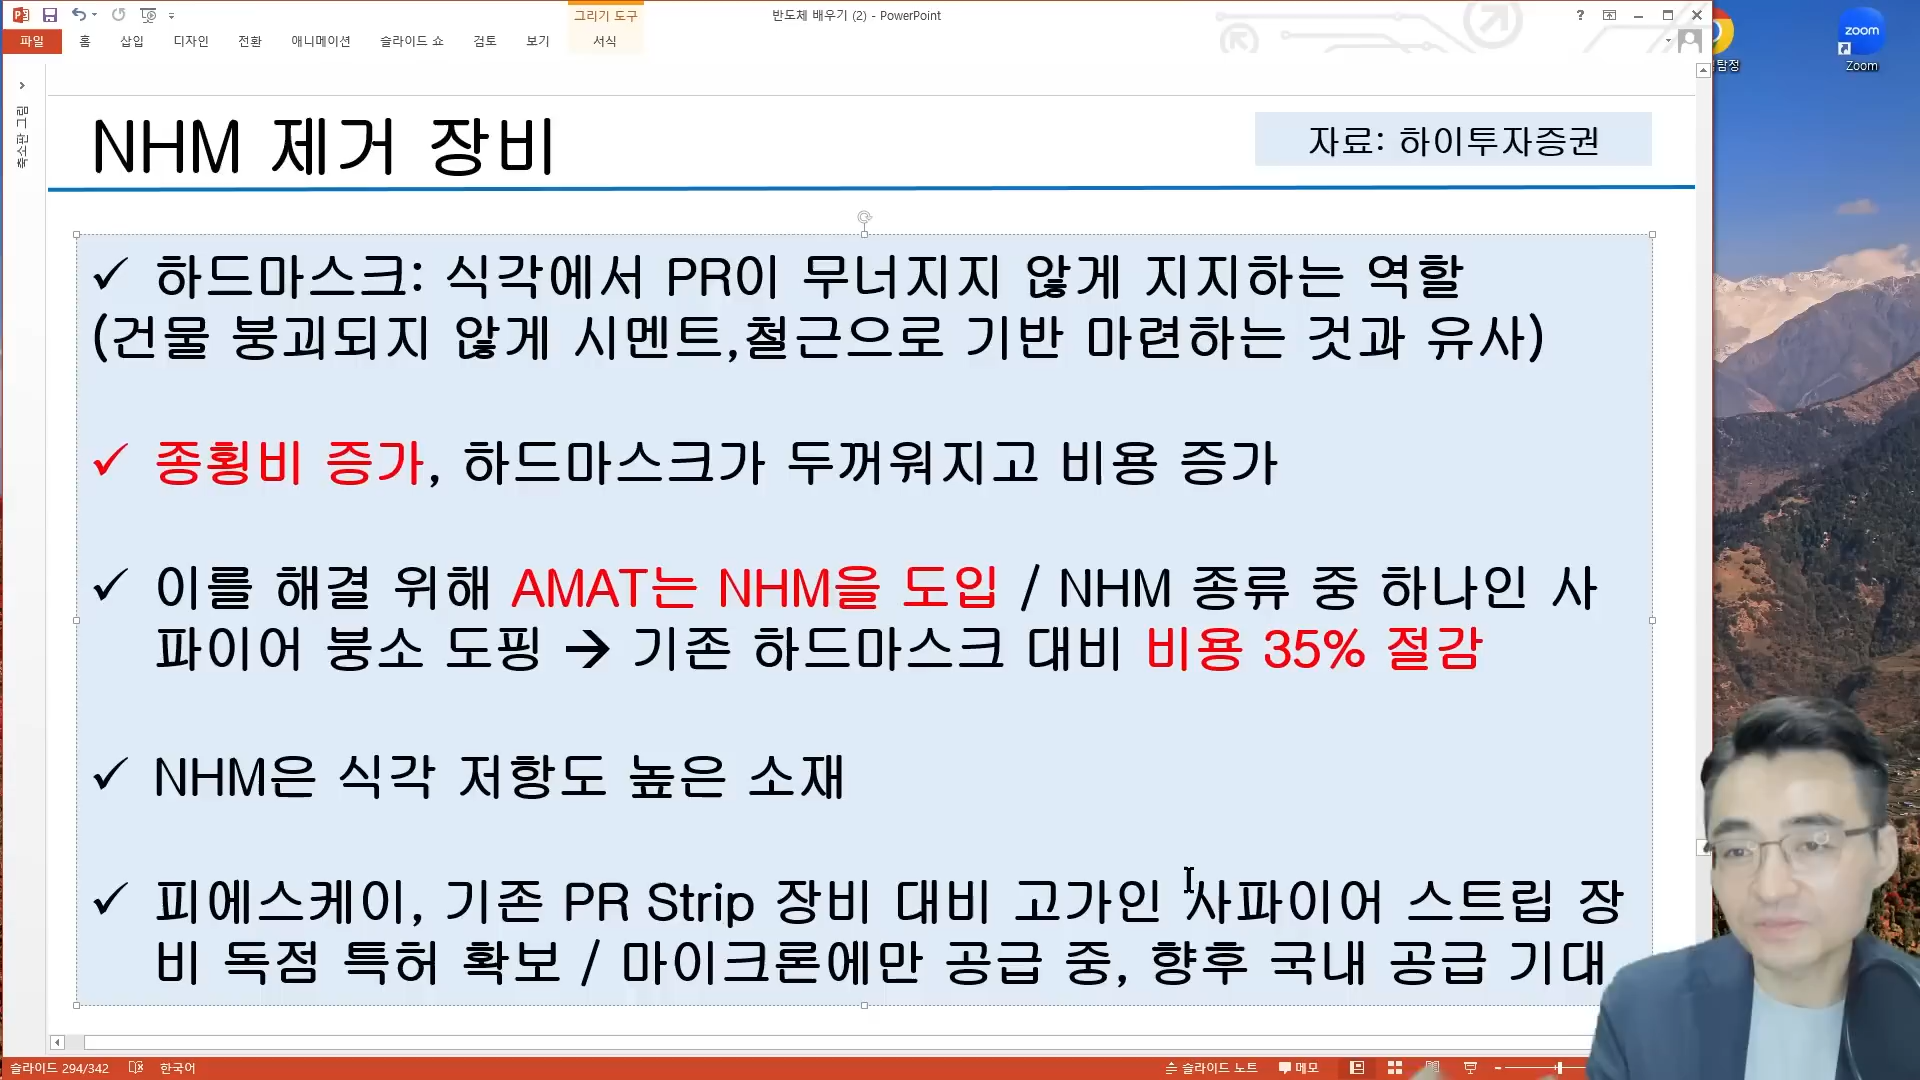 그리기 도구
반도체 배우기 (2) - PowerPoint
?
파일 홈 삽입 디자인 전환 애니메이션 슬라이드 쇼 검토 보기 서식
zoom
Zoom
탐정
축소판 그림
NHM 제거 장비
자료: 하이투자증권
✓ 하드마스크: 식각에서 PR이 무너지지 않게 지지하는 역할
(건물 붕괴되지 않게 시멘트,철근으로 기반 마련하는 것과 유사)
✓ 종횡비 증가, 하드마스크가 두꺼워지고 비용 증가
✓ 이를 해결 위해 AMAT는 NHM을 도입 / NHM 종류 중 하나인 사
파이어 붕소 도핑 → 기존 하드마스크 대비 비용 35% 절감
✓ NHM은 식각 저항도 높은 소재
✓ 피에스케이, 기존 PR Strip 장비 대비 고가인 사파이어 스트립 장
비 독점 특허 확보 / 마이크론에만 공급 중, 향후 국내 공급 기대
슬라이드 294/342 한국어 슬라이드 노트 메모